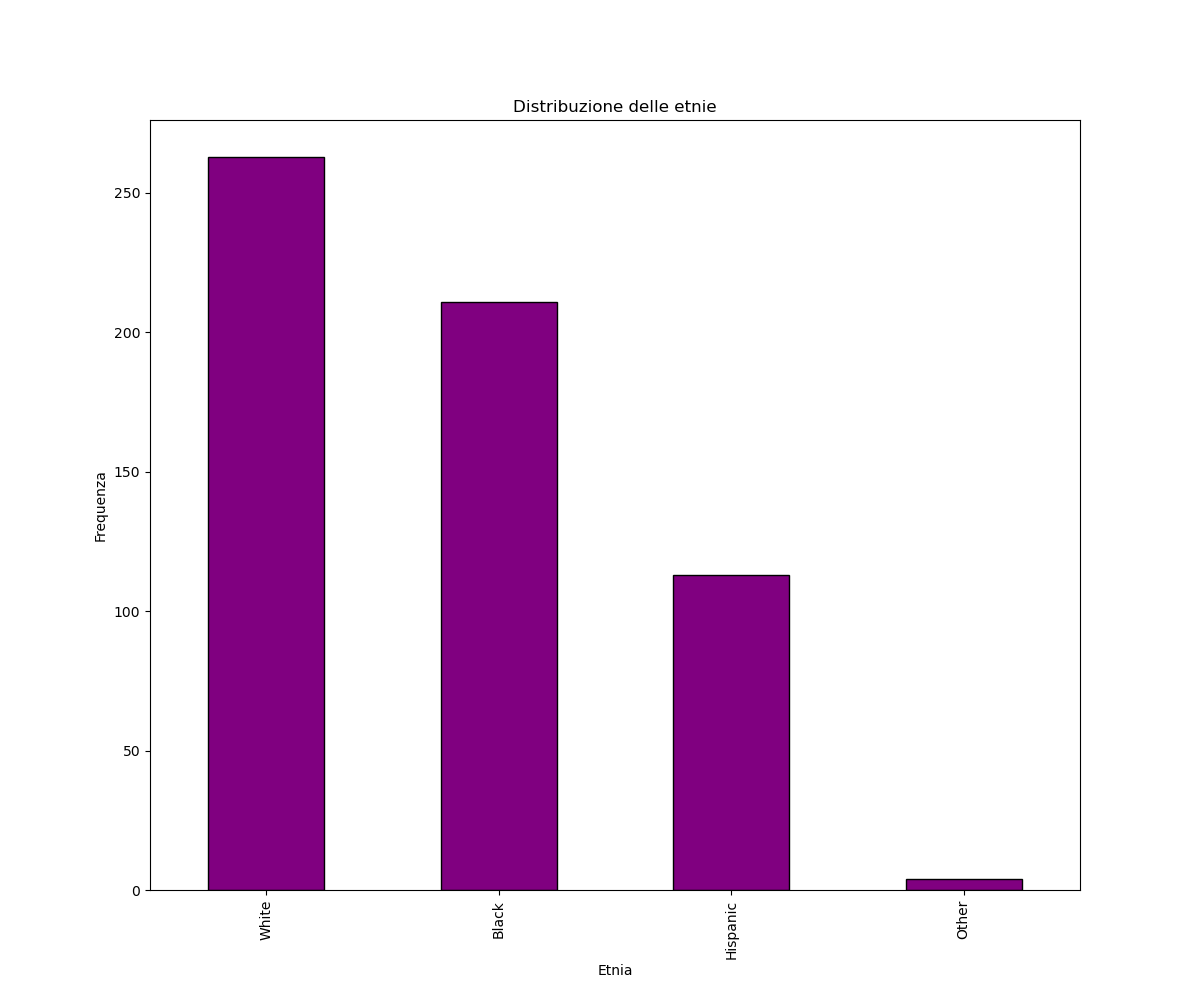 Distribuzione delle etnie
250
200
150
100
50
0
Frequenza
White
Black
Hispanic
Other
Etnia